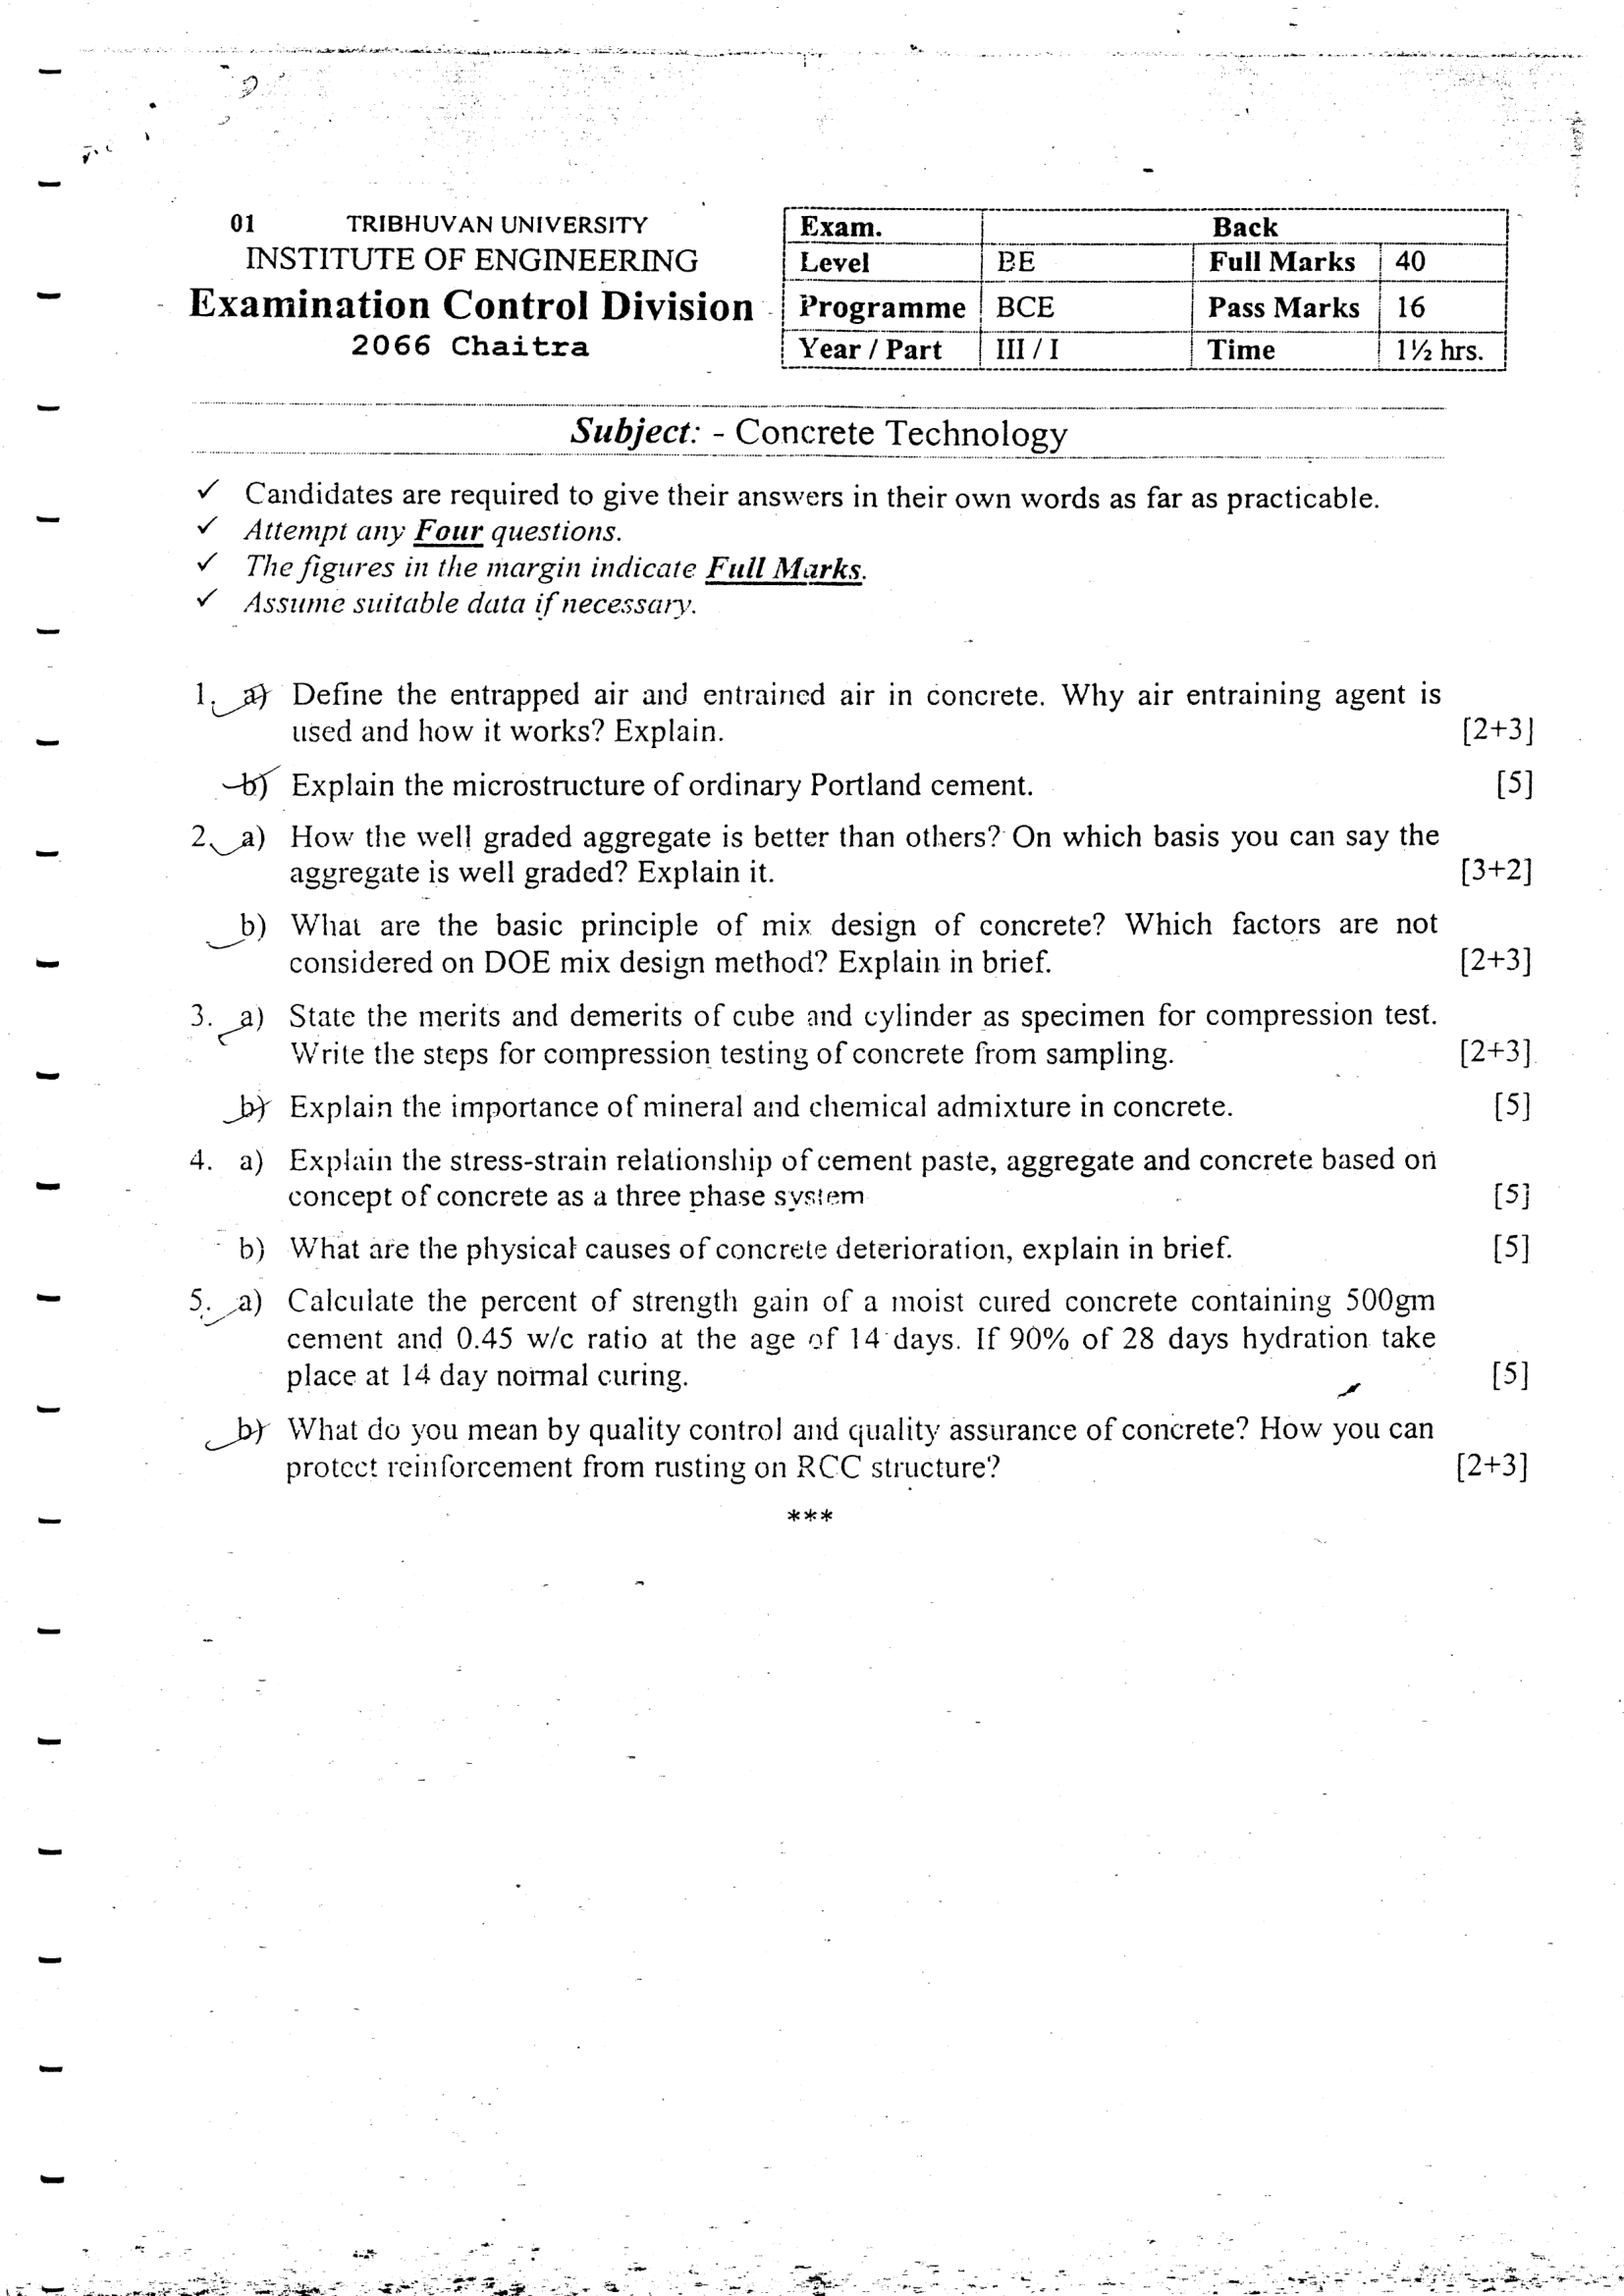 01 TRIBHUVAN UNIVERSITY
INSTITUTE OF ENGINEERING
Examination Control Division
2066 Chaitra
Exam. Back
Level BE Full Marks 40
Programme BCE Pass Marks 16
Year / Part III / I Time 1½ hrs.
Subject: - Concrete Technology
✓ Candidates are required to give their answers in their own words as far as practicable.
✓ Attempt any Four questions.
✓ The figures in the margin indicate Full Marks.
✓ Assume suitable data if necessary.
1. a) Define the entrapped air and entrained air in concrete. Why air entraining agent is
used and how it works? Explain. [2+3]
b) Explain the microstructure of ordinary Portland cement. [5]
2. a) How the well graded aggregate is better than others? On which basis you can say the
aggregate is well graded? Explain it. [3+2]
b) What are the basic principle of mix design of concrete? Which factors are not
considered on DOE mix design method? Explain in brief. [2+3]
3. a) State the merits and demerits of cube and cylinder as specimen for compression test.
Write the steps for compression testing of concrete from sampling. [2+3]
b) Explain the importance of mineral and chemical admixture in concrete. [5]
4. a) Explain the stress-strain relationship of cement paste, aggregate and concrete based on
concept of concrete as a three phase system [5]
b) What are the physical causes of concrete deterioration, explain in brief. [5]
5. a) Calculate the percent of strength gain of a moist cured concrete containing 500gm
cement and 0.45 w/c ratio at the age of 14 days. If 90% of 28 days hydration take
place at 14 day normal curing. [5]
b) What do you mean by quality control and quality assurance of concrete? How you can
protect reinforcement from rusting on RCC structure? [2+3]
***